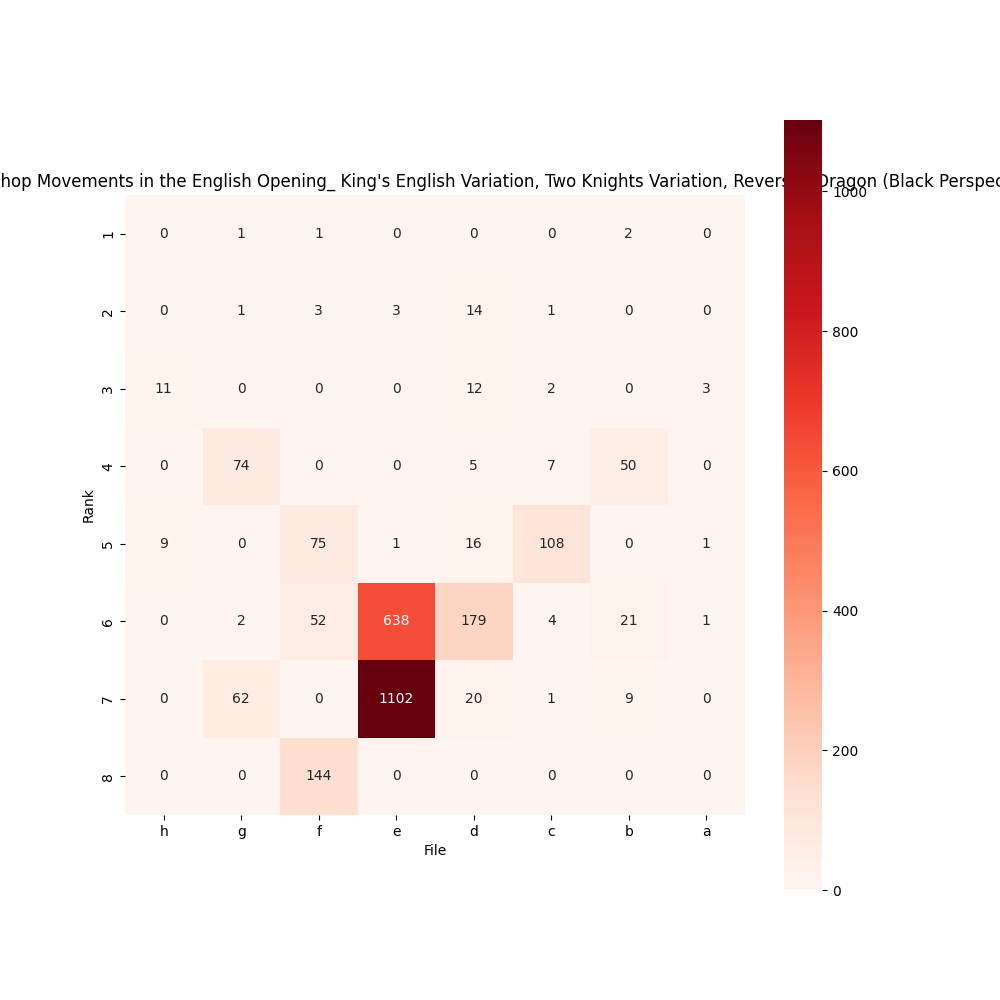 hop Movements in the English Opening_ King's English Variation, Two Knights Variation, Reversed Dragon (Black Perspec
1000
800
600
400
200
0
Rank
1 0 1 1 0 0 0 2 0
2 0 1 3 3 14 1 0 0
3 11 0 0 0 12 2 0 3
4 0 74 0 0 5 7 50 0
5 9 0 75 1 16 108 0 1
6 0 2 52 638 179 4 21 1
7 0 62 0 1102 20 1 9 0
8 0 0 144 0 0 0 0 0
h g f e d c b a
File